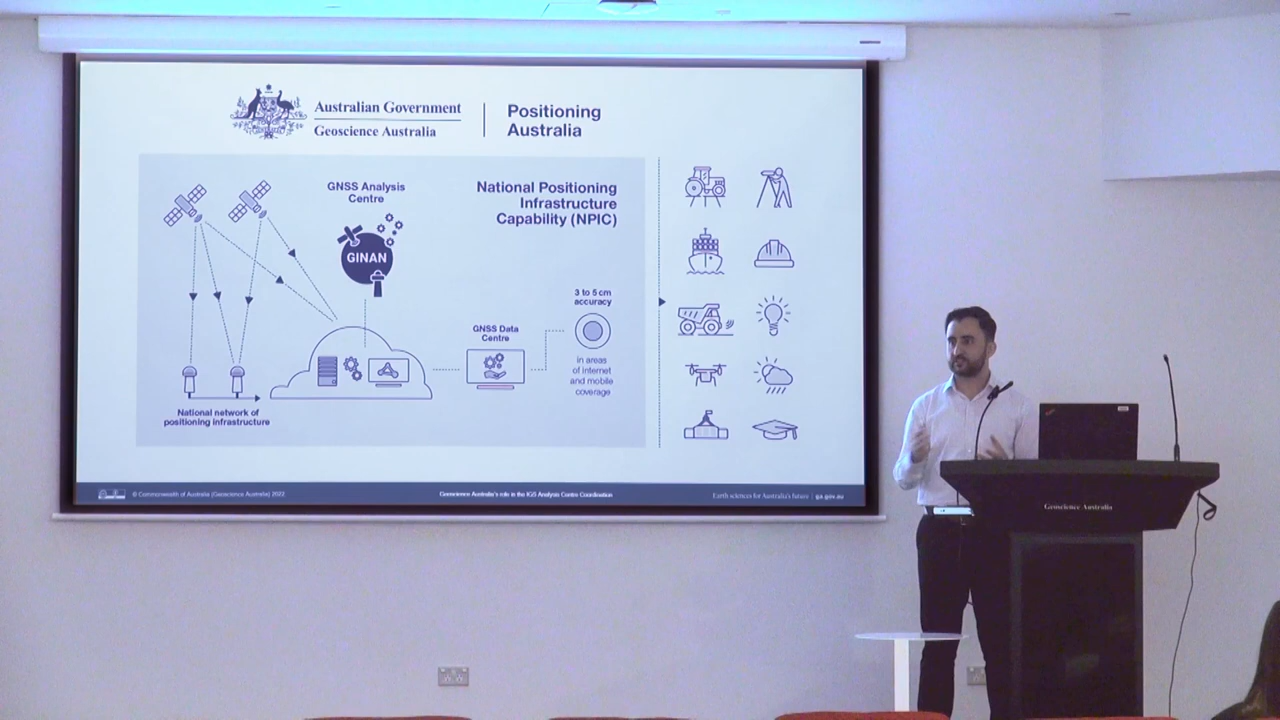 Australian Government
Geoscience Australia
Positioning
Australia
GNSS Analysis
Centre
National Positioning
Infrastructure
Capability (NPIC)
GINAN
3 to 5 cm
accuracy
GNSS Data
Centre
in areas
of internet
and mobile
coverage
National network of
positioning infrastructure
© Commonwealth of Australia (Geoscience Australia) 2022
Geoscience Australia's role in the IGS Analysis Centre Coordination
Earth sciences for Australia's future | ga.gov.au
Geoscience Australia